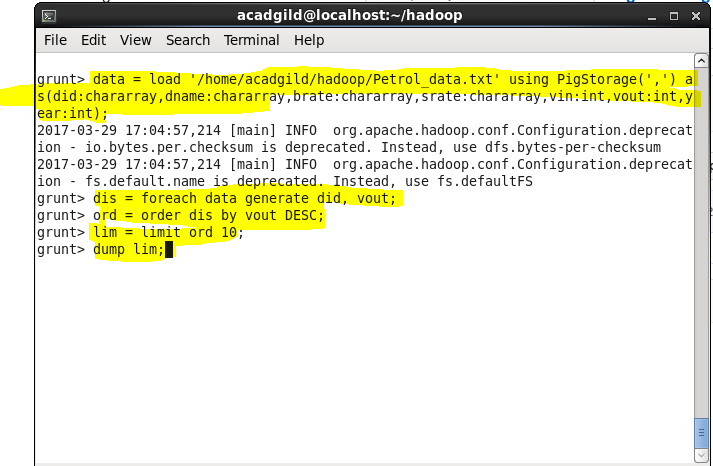 acadgild@localhost:~/hadoop
File Edit View Search Terminal Help
grunt> data = load '/home/acadgild/hadoop/Petrol_data.txt' using PigStorage(',') a
s(did:chararray,dname:chararray,brate:chararray,srate:chararray,vin:int,vout:int,y
ear:int);
2017-03-29 17:04:57,214 [main] INFO  org.apache.hadoop.conf.Configuration.deprecat
ion - io.bytes.per.checksum is deprecated. Instead, use dfs.bytes-per-checksum
2017-03-29 17:04:57,214 [main] INFO  org.apache.hadoop.conf.Configuration.deprecat
ion - fs.default.name is deprecated. Instead, use fs.defaultFS
grunt> dis = foreach data generate did, vout;
grunt> ord = order dis by vout DESC;
grunt> lim = limit ord 10;
grunt> dump lim;